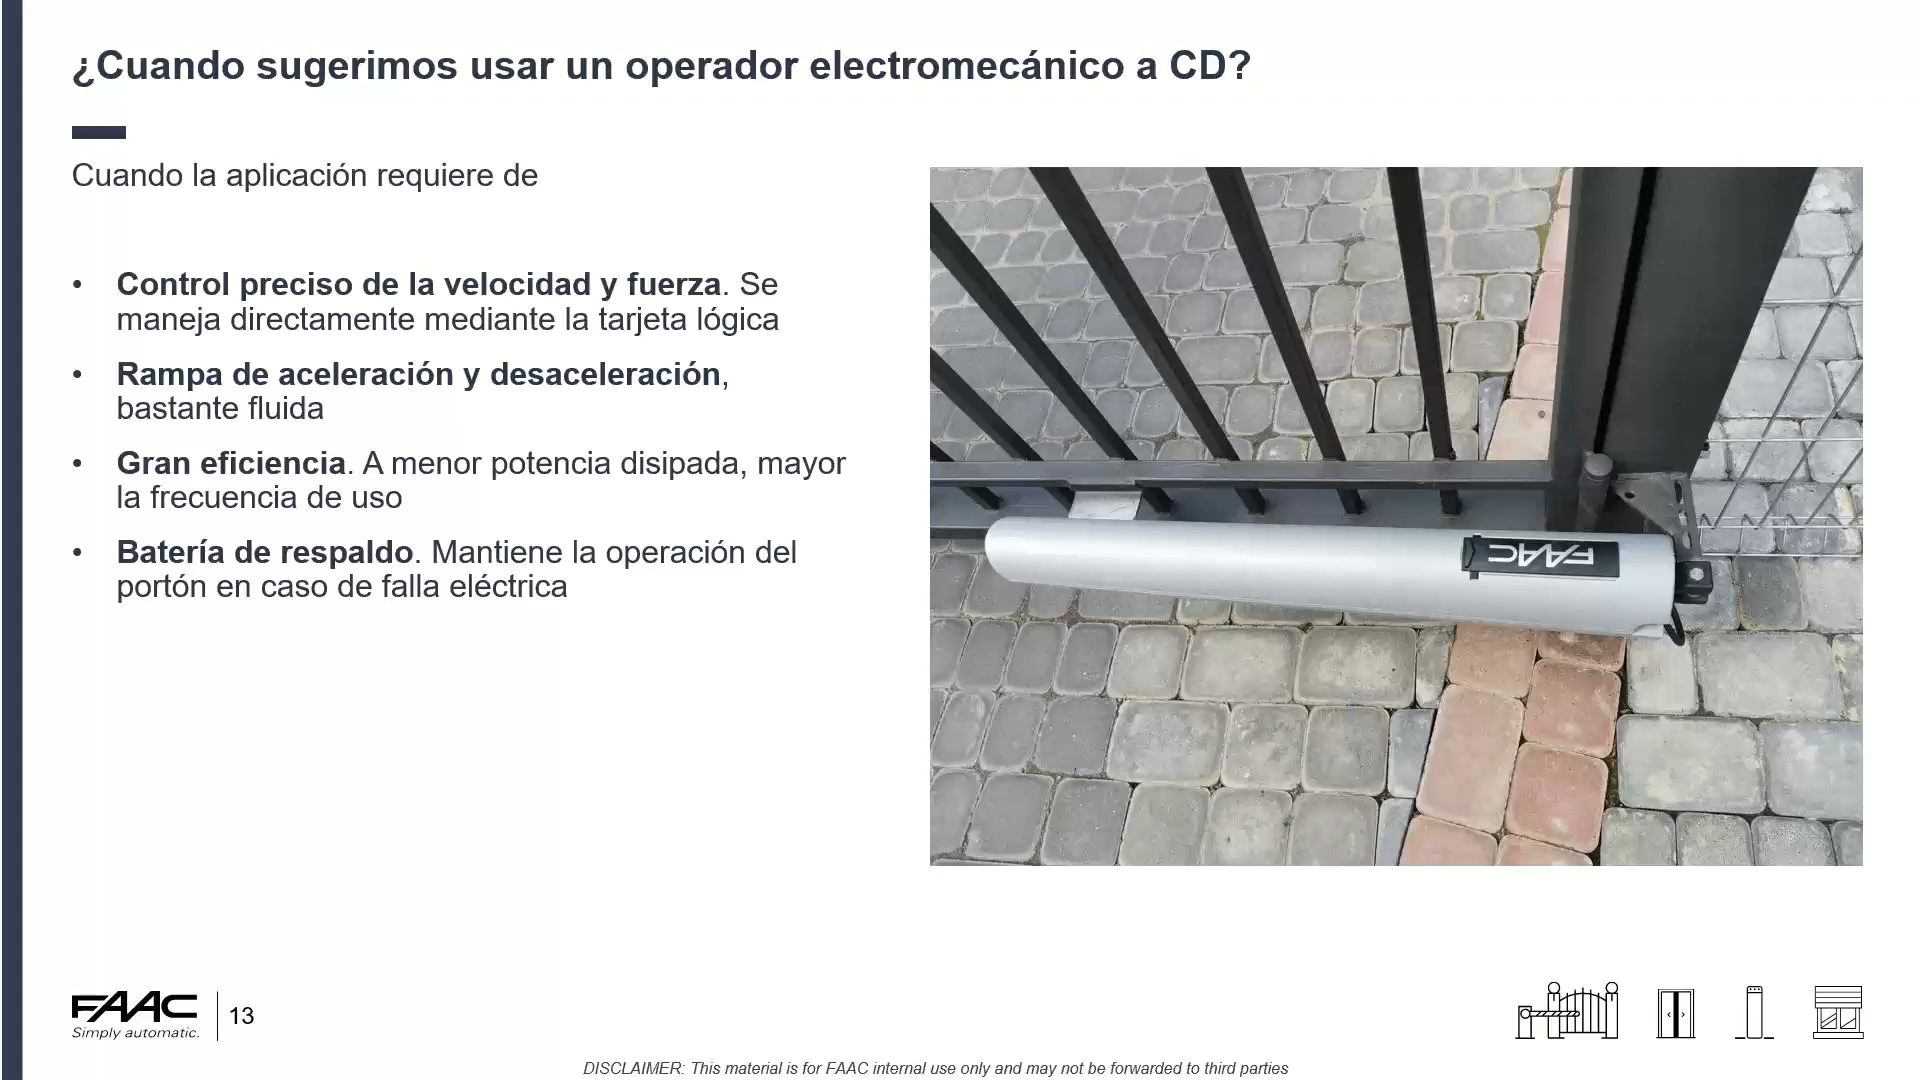 ¿Cuando sugerimos usar un operador electromecánico a CD?
Cuando la aplicación requiere de
• Control preciso de la velocidad y fuerza. Se
maneja directamente mediante la tarjeta lógica
• Rampa de aceleración y desaceleración,
bastante fluida
• Gran eficiencia. A menor potencia disipada, mayor
la frecuencia de uso
• Batería de respaldo. Mantiene la operación del
portón en caso de falla eléctrica
FAAC
FAAC
Simply automatic.
13
DISCLAIMER: This material is for FAAC internal use only and may not be forwarded to third parties